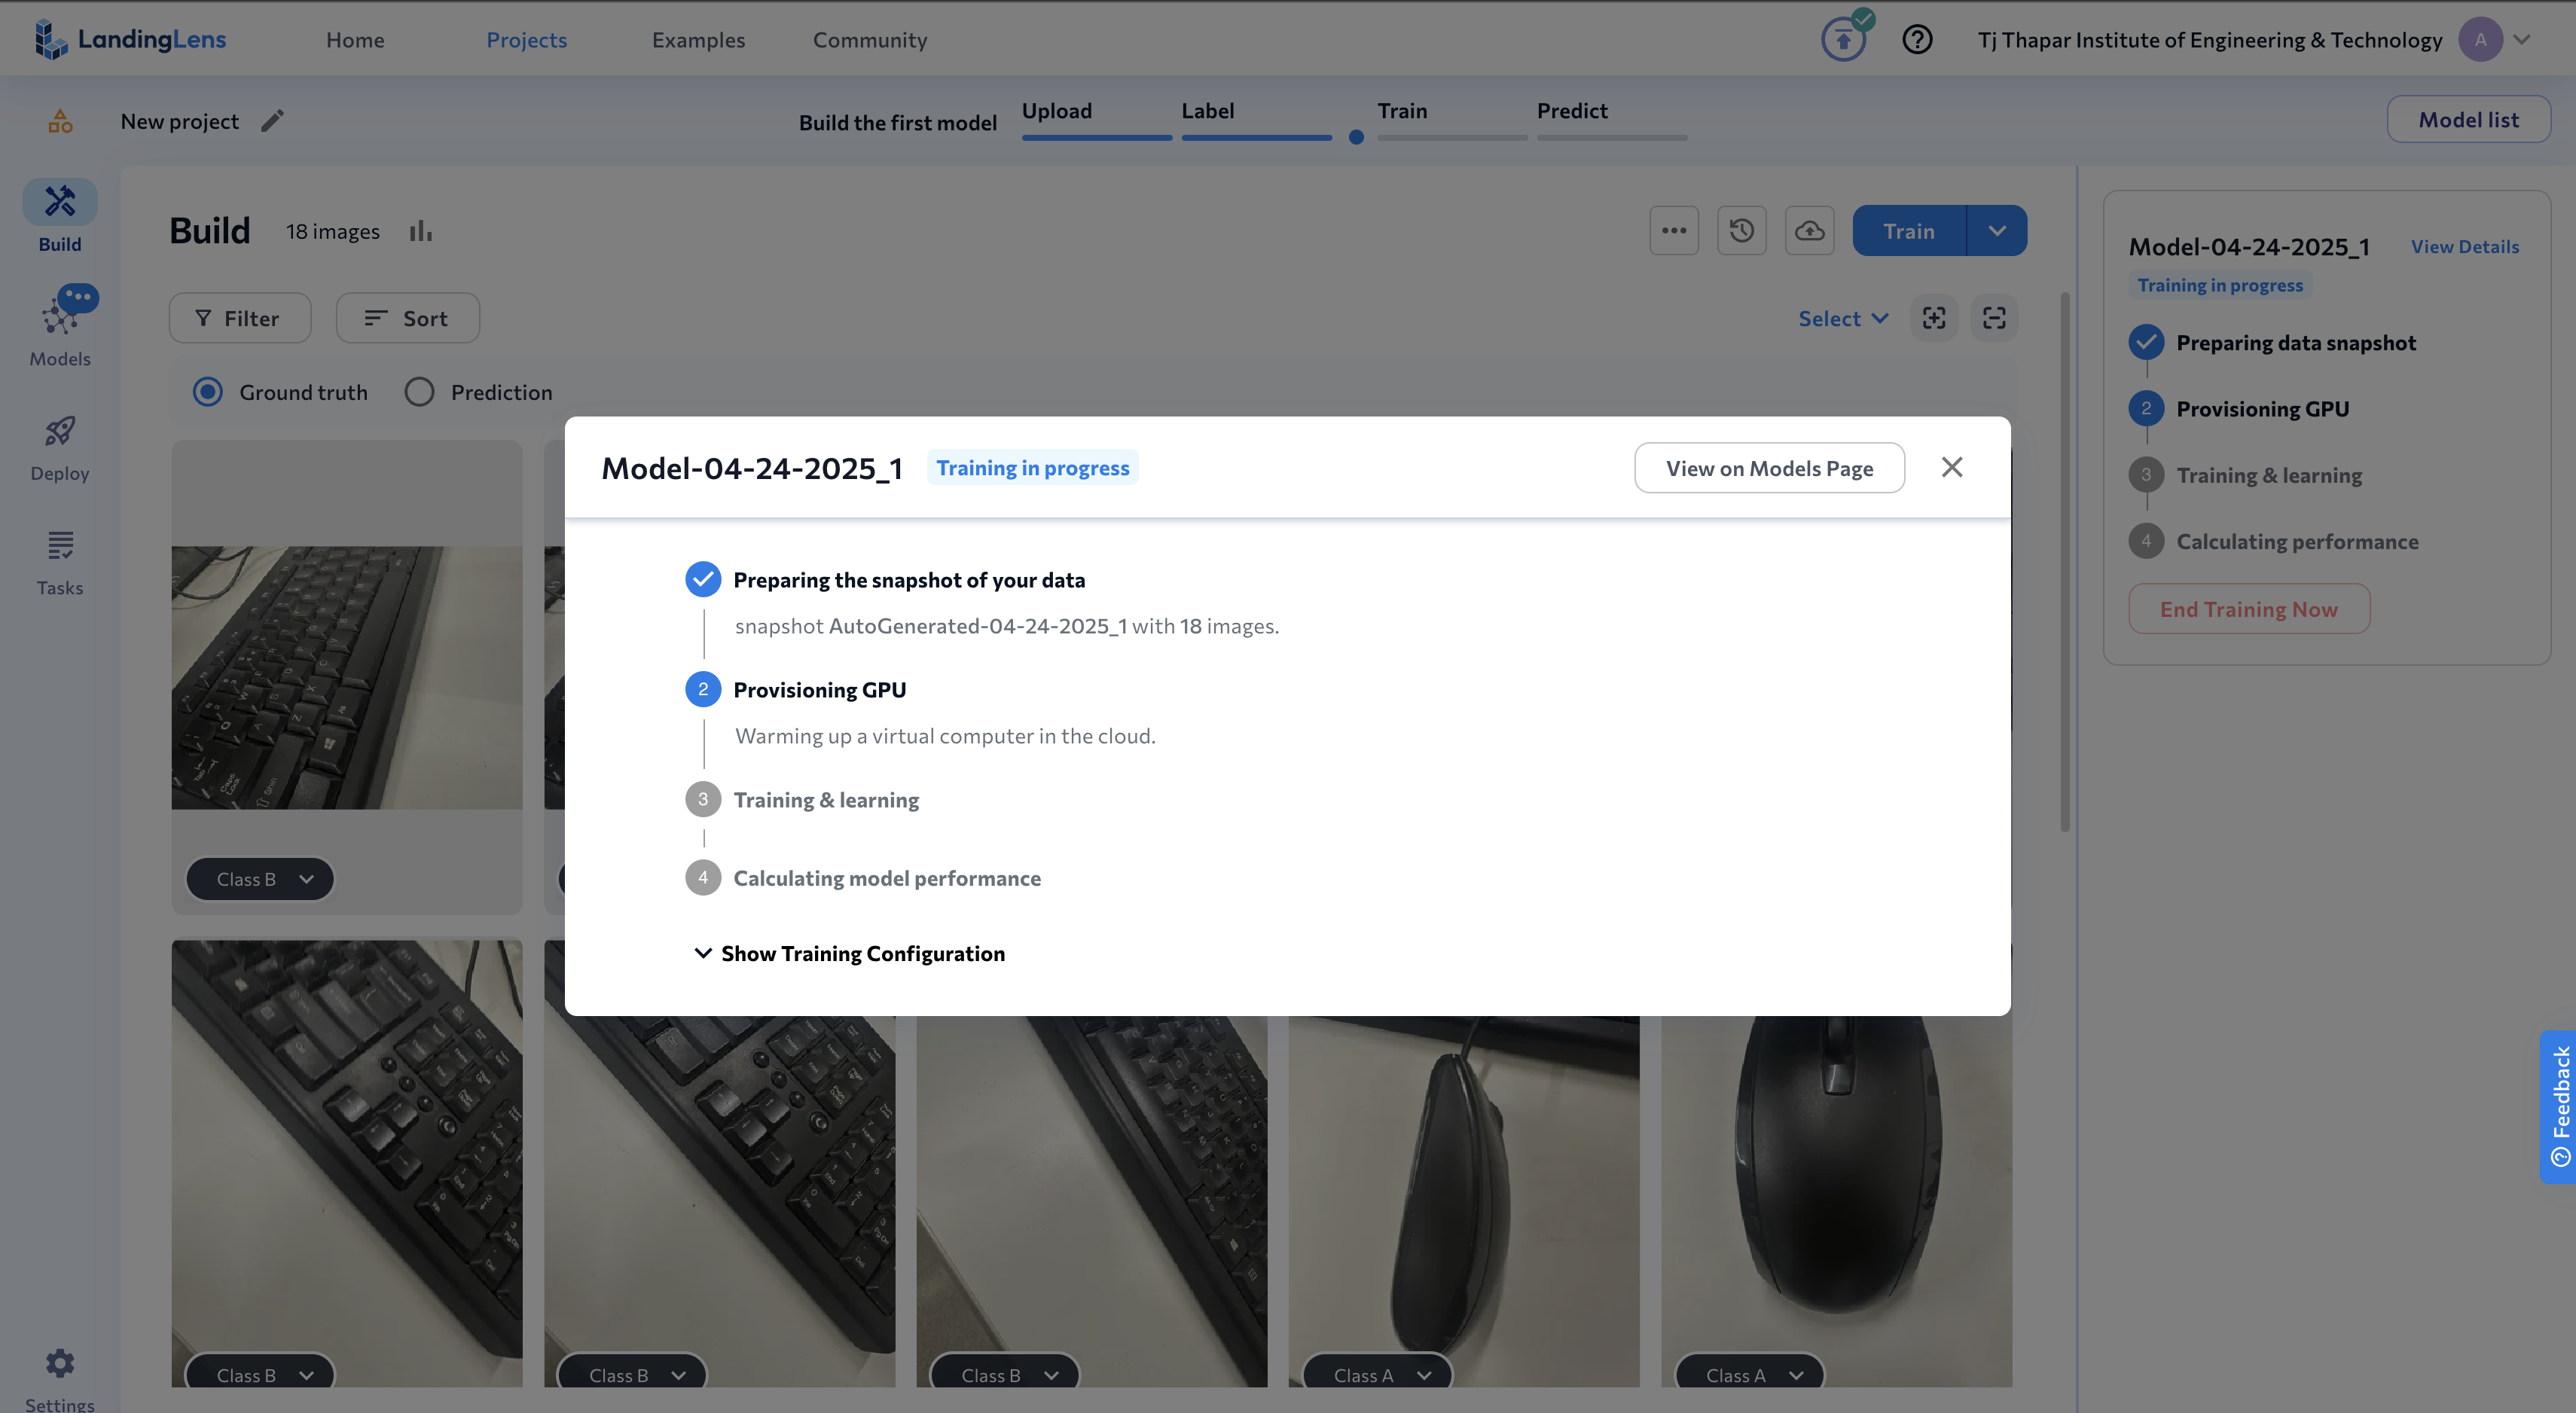 LandingLens
Home
Projects
Examples
Community
Tj Thapar Institute of Engineering & Technology
A
New project
Build the first model
Upload
Label
Train
Predict
Model list
Build
Models
Deploy
Tasks
Settings
Build
18 images
Train
Filter
Sort
Select
Ground truth
Prediction
Model-04-24-2025_1
Training in progress
View on Models Page
Preparing the snapshot of your data
snapshot AutoGenerated-04-24-2025_1 with 18 images.
2
Provisioning GPU
Warming up a virtual computer in the cloud.
3
Training & learning
4
Calculating model performance
Show Training Configuration
Class B
Class B
Class B
Class B
Class A
Class A
Model-04-24-2025_1
View Details
Training in progress
Preparing data snapshot
2
Provisioning GPU
3
Training & learning
4
Calculating performance
End Training Now
Feedback